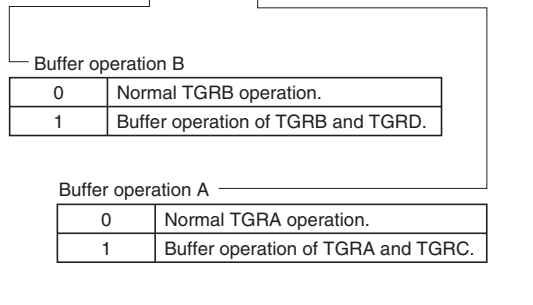 Buffer operation B
0 Normal TGRB operation.
1 Buffer operation of TGRB and TGRD.
Buffer operation A
0 Normal TGRA operation.
1 Buffer operation of TGRA and TGRC.